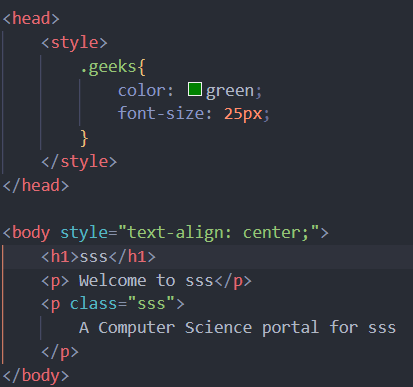 <head>
<style>
.geeks{
color: green;
font-size: 25px;
}
</style>
</head>
<body style="text-align: center;">
<h1>sss</h1>
<p> Welcome to sss</p>
<p class="sss">
A Computer Science portal for sss
</p>
</body>